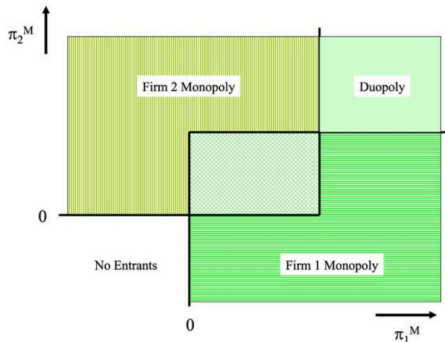 π₂ᴹ
Firm 2 Monopoly
Duopoly
0
No Entrants
Firm 1 Monopoly
0
π₁ᴹ